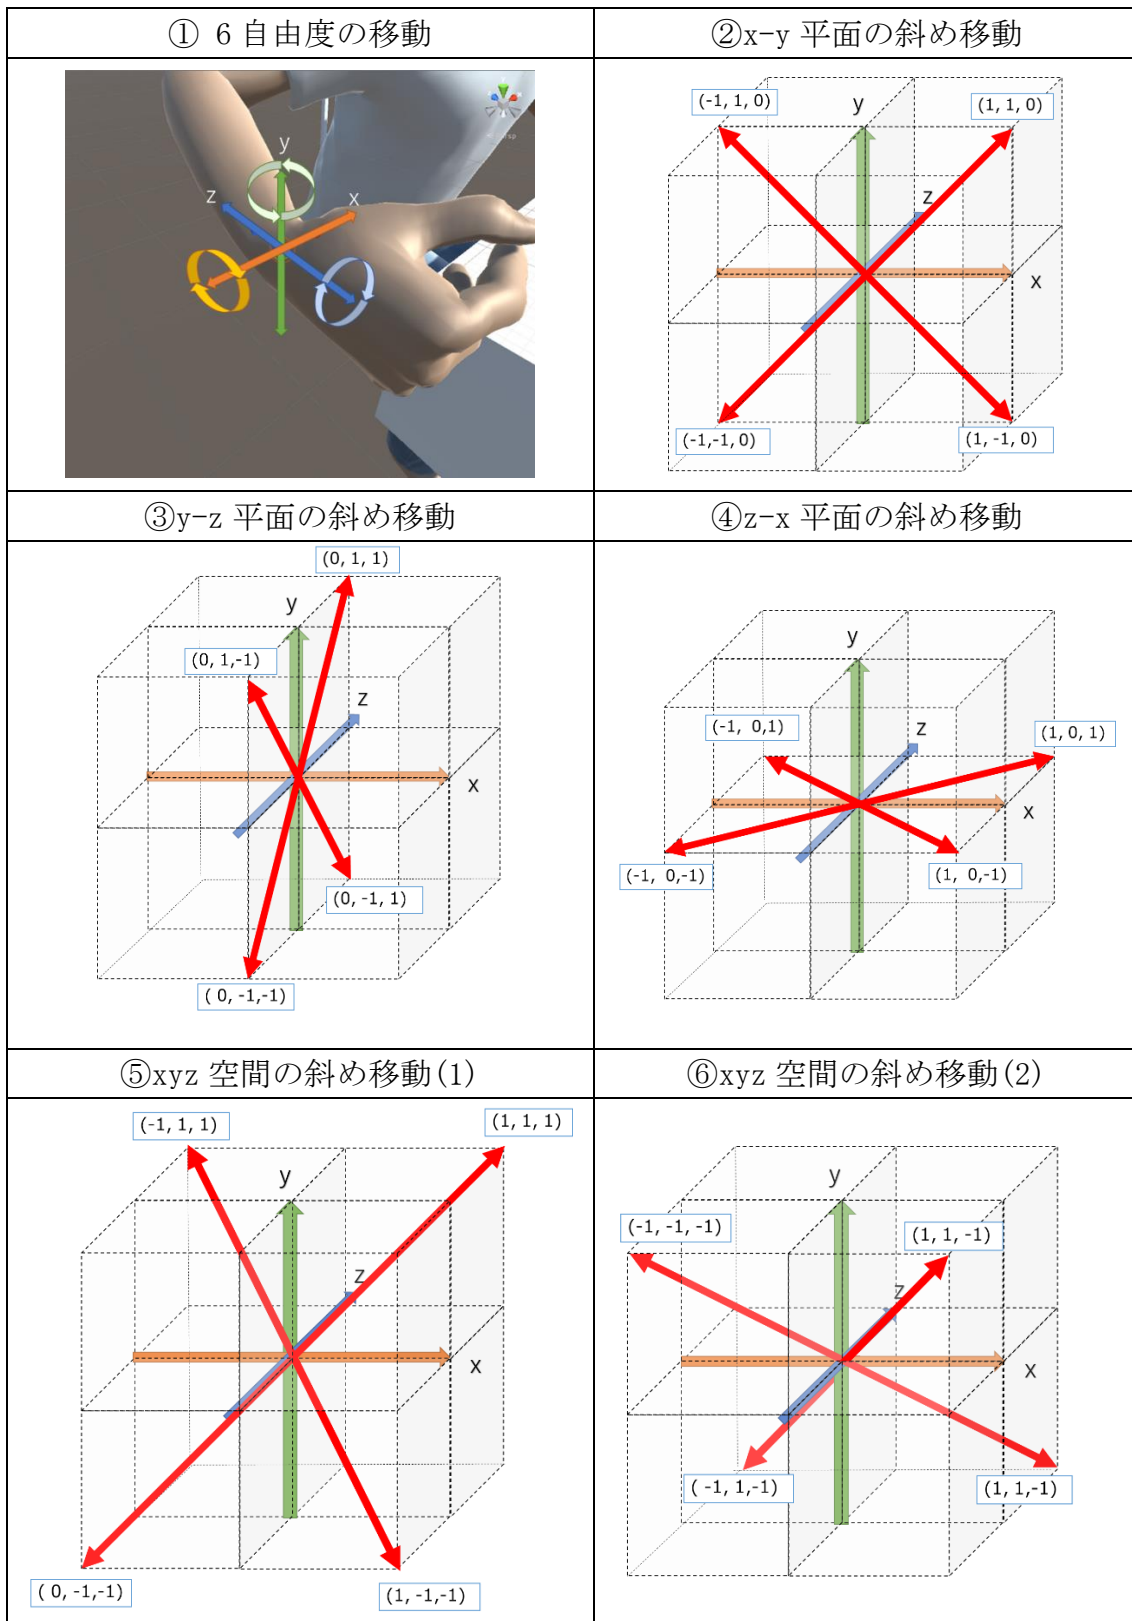 ① 6自由度の移動
②x-y 平面の斜め移動
y
z
x
(-1, 1, 0)
(1, 1, 0)
y
z
x
(-1,-1, 0)
(1, -1, 0)
③y-z 平面の斜め移動
④z-x 平面の斜め移動
(0, 1, 1)
y
(0, 1,-1)
z
x
(0, -1, 1)
( 0, -1,-1)
y
(-1, 0,1)
z
(1, 0, 1)
x
(-1, 0,-1)
(1, 0,-1)
⑤xyz 空間の斜め移動(1)
⑥xyz 空間の斜め移動(2)
(-1, 1, 1)
(1, 1, 1)
y
z
x
( 0, -1,-1)
(1, -1,-1)
y
(-1, -1, -1)
(1, 1, -1)
z
x
( -1, 1,-1)
(1, 1,-1)